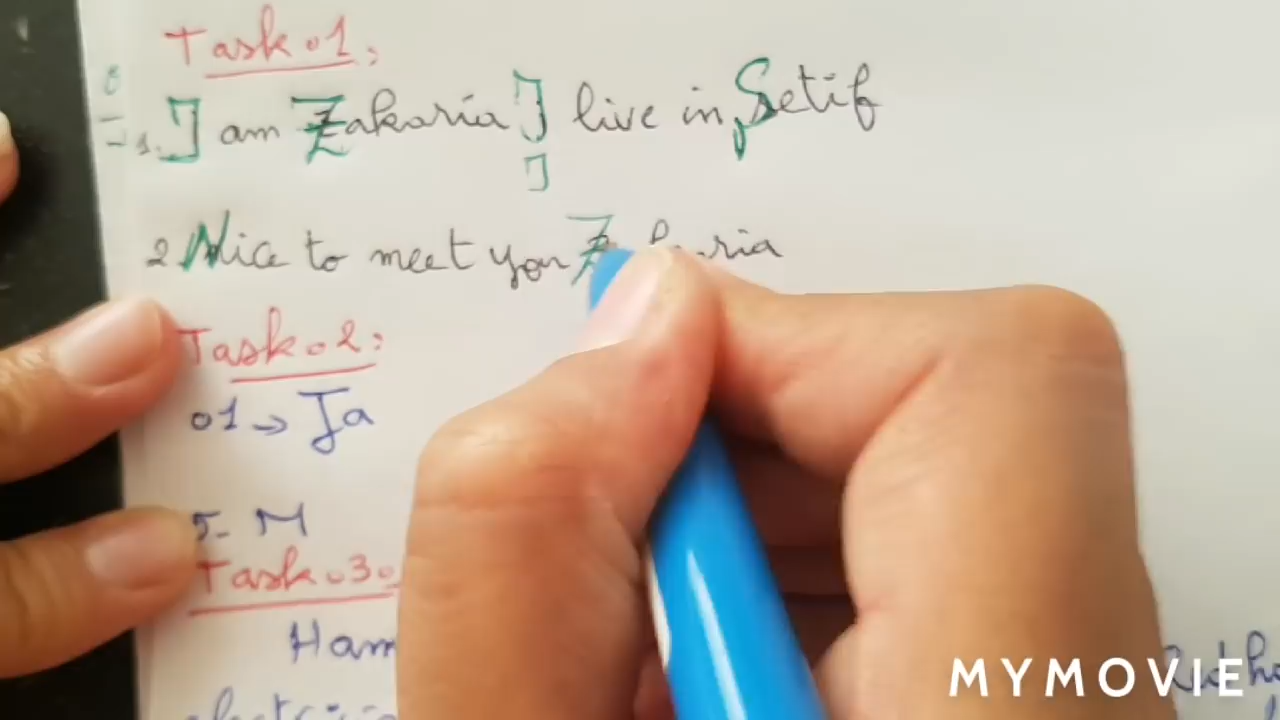 Task 01:
1. I am Zakaria I live in Setif
I
2 Nice to meet you Zakaria
Task 02:
01 → Ja
5- M
Task 03
Ham
MYMOVIE